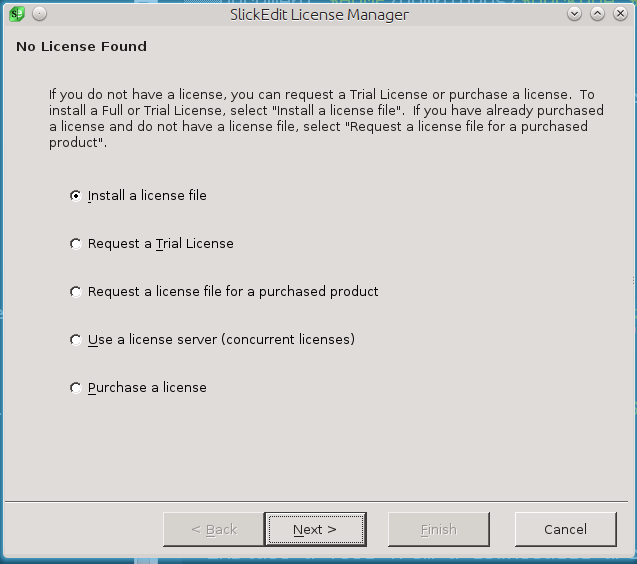 SlickEdit License Manager
No License Found
If you do not have a license, you can request a Trial License or purchase a license.  To
install a Full or Trial License, select "Install a license file".  If you have already purchased
a license and do not have a license file, select "Request a license file for a purchased
product".
Install a license file
Request a Trial License
Request a license file for a purchased product
Use a license server (concurrent licenses)
Purchase a license
< Back
Next >
Finish
Cancel